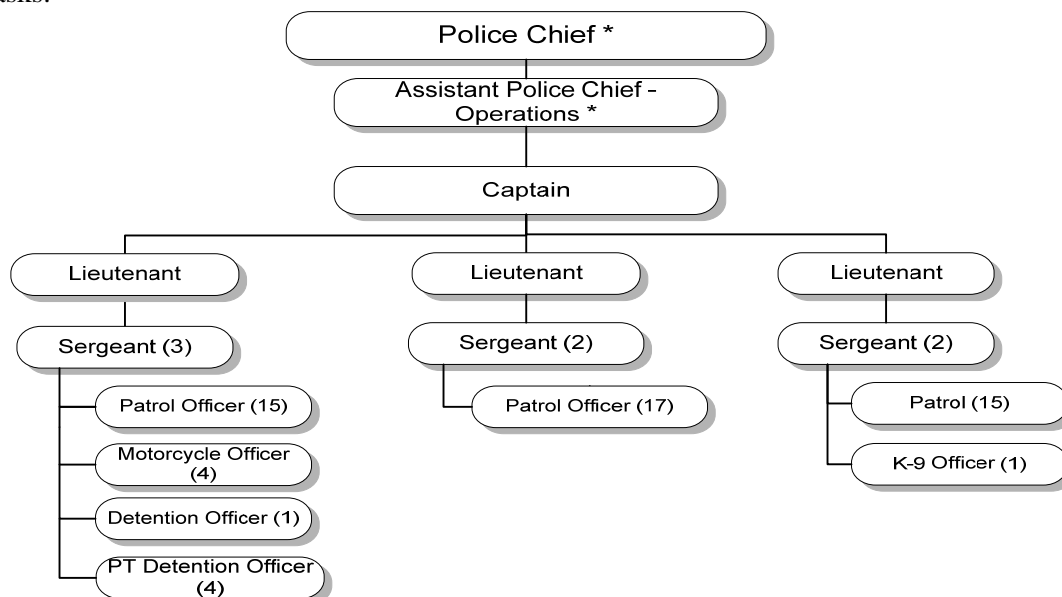 Police Chief *
Assistant Police Chief -
Operations *
Captain
Lieutenant
Lieutenant
Lieutenant
Sergeant (3)
Sergeant (2)
Sergeant (2)
Patrol Officer (15)
Patrol Officer (17)
Patrol (15)
Motorcycle Officer
(4)
K-9 Officer (1)
Detention Officer (1)
PT Detention Officer
(4)